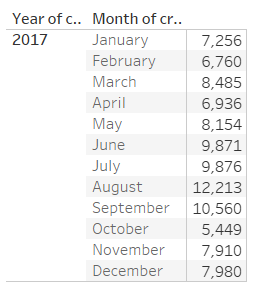 Year of c.. Month of cr..
2017 January 7,256
February 6,760
March 8,485
April 6,936
May 8,154
June 9,871
July 9,876
August 12,213
September 10,560
October 5,449
November 7,910
December 7,980